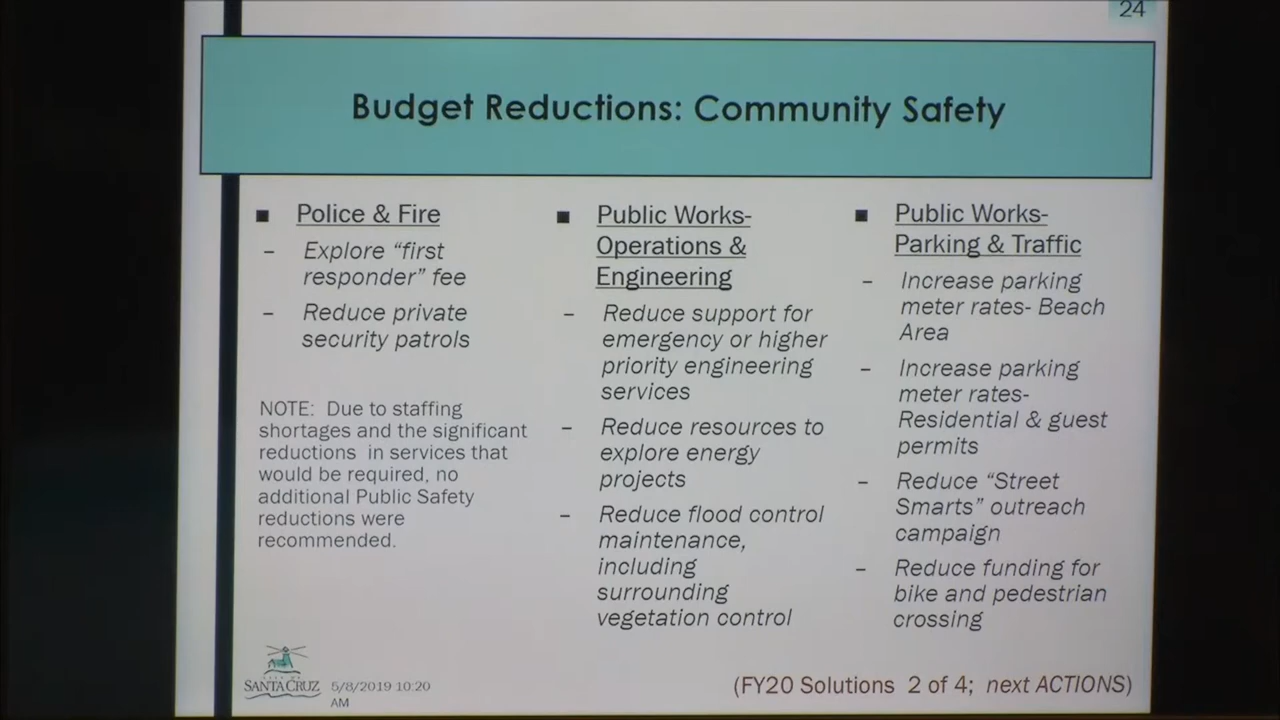 24
Budget Reductions: Community Safety
■ Police & Fire
– Explore “first
responder” fee
– Reduce private
security patrols
NOTE: Due to staffing
shortages and the significant
reductions in services that
would be required, no
additional Public Safety
reductions were
recommended.
■ Public Works-
Operations &
Engineering
– Reduce support for
emergency or higher
priority engineering
services
– Reduce resources to
explore energy
projects
– Reduce flood control
maintenance,
including
surrounding
vegetation control
■ Public Works-
Parking & Traffic
– Increase parking
meter rates- Beach
Area
– Increase parking
meter rates-
Residential & guest
permits
– Reduce “Street
Smarts” outreach
campaign
– Reduce funding for
bike and pedestrian
crossing
SANTA CRUZ
5/8/2019 10:20
AM
(FY20 Solutions 2 of 4; next ACTIONS)